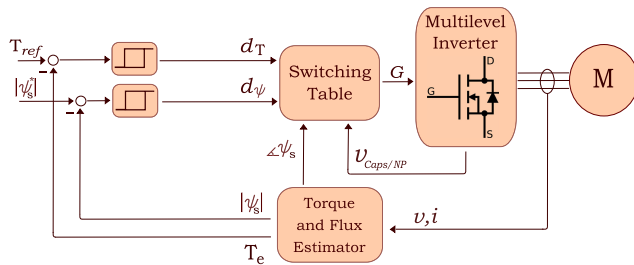 T_ref
d_T
Switching
Table
G
Multilevel
Inverter
D
G
S
M
|ψ_s^*|
d_ψ
∡ψ_s
v_Caps/NP
|ψ_s|
Torque
and Flux
Estimator
v,i
T_e